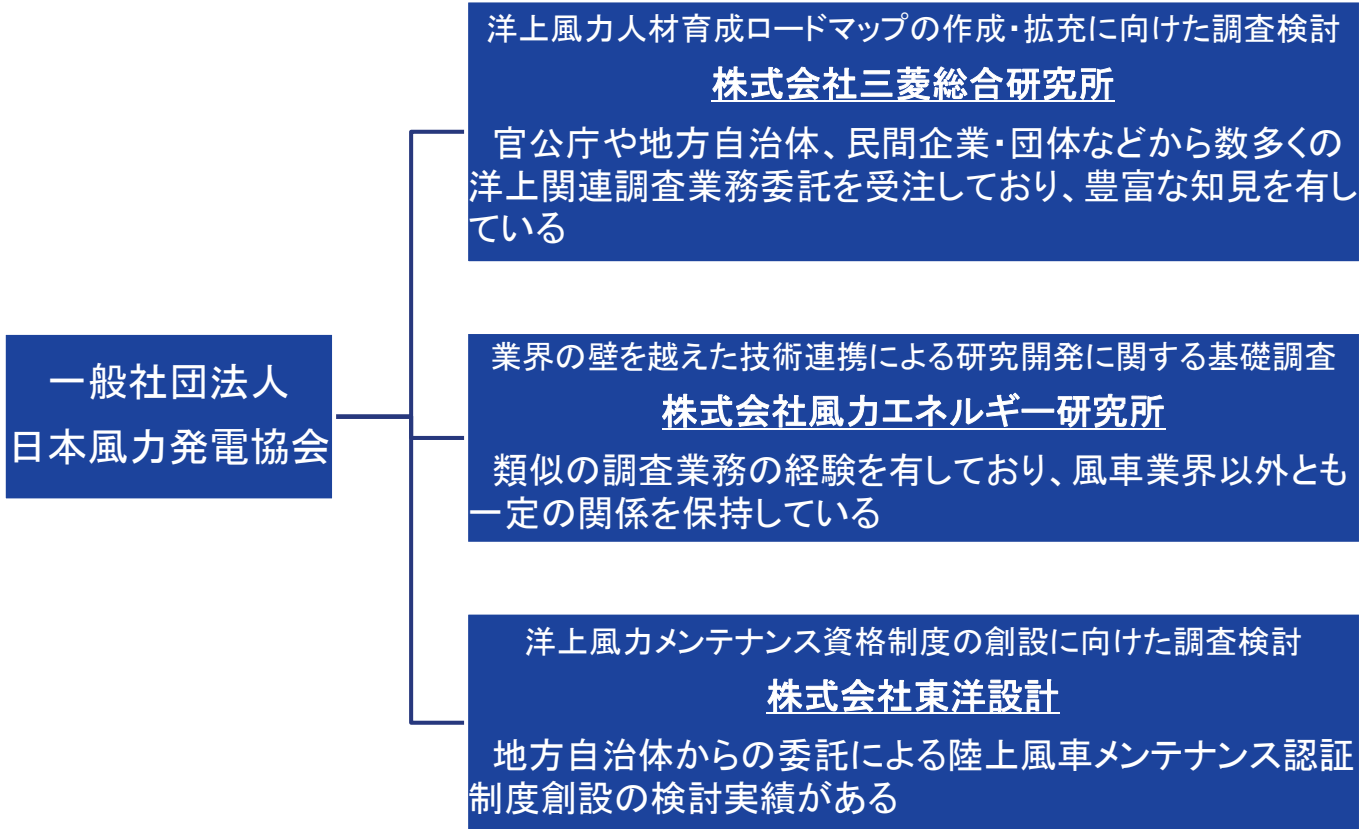 洋上風力人材育成ロードマップの作成・拡充に向けた調査検討
株式会社三菱総合研究所
官公庁や地方自治体、民間企業・団体などから数多くの
洋上関連調査業務委託を受注しており、豊富な知見を有し
ている
一般社団法人
日本風力発電協会
業界の壁を越えた技術連携による研究開発に関する基礎調査
株式会社風力エネルギー研究所
類似の調査業務の経験を有しており、風車業界以外とも
一定の関係を保持している
洋上風力メンテナンス資格制度の創設に向けた調査検討
株式会社東洋設計
地方自治体からの委託による陸上風車メンテナンス認証
制度創設の検討実績がある